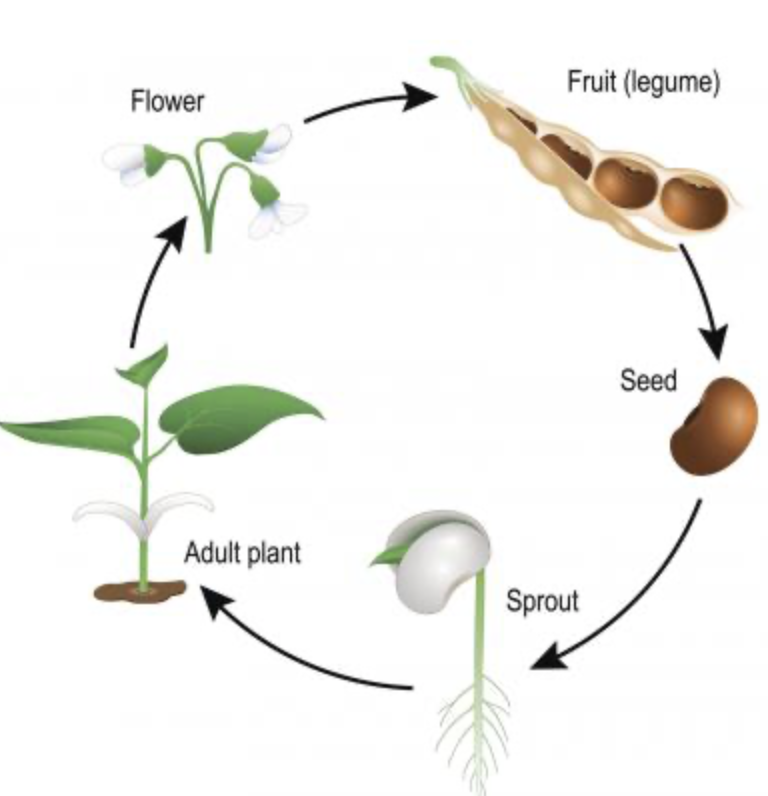 Flower
Fruit (legume)
Seed
Adult plant
Sprout